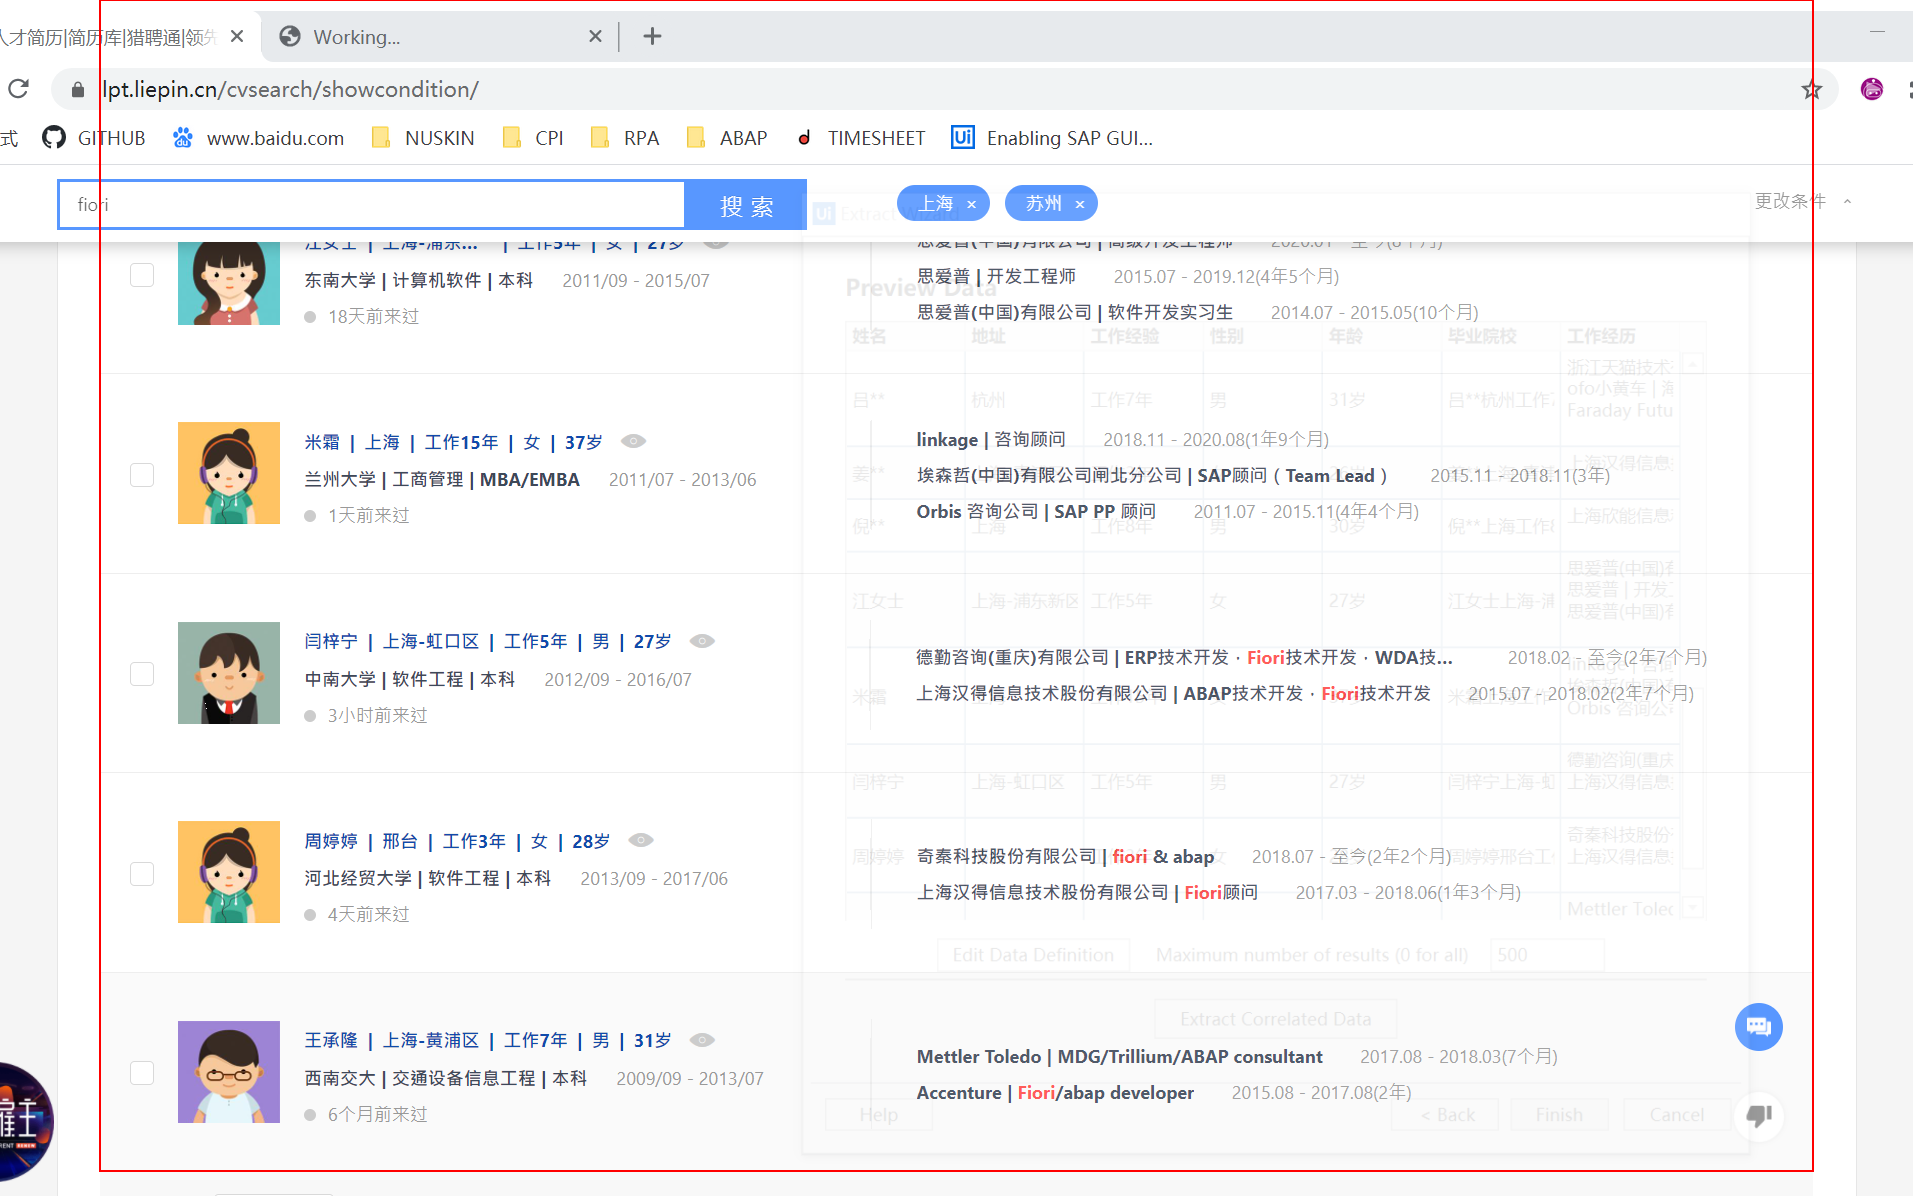 人才简历|简历库|猎聘通|领先
Working...
lpt.liepin.cn/cvsearch/showcondition/
式 GITHUB www.baidu.com NUSKIN CPI RPA ABAP TIMESHEET Enabling SAP GUI...
fiori 搜 索 上海 × 苏州 × 更改条件
Extract Wizard
江女士 | 上海-浦东... | 工作5年 | 女 | 27岁
东南大学 | 计算机软件 | 本科 2011/09 - 2015/07
18天前来过
思爱普(中国)有限公司 | 高级开发工程师 2020.01 - 至今(8个月)
思爱普 | 开发工程师 2015.07 - 2019.12(4年5个月)
思爱普(中国)有限公司 | 软件开发实习生 2014.07 - 2015.05(10个月)
米霜 | 上海 | 工作15年 | 女 | 37岁
兰州大学 | 工商管理 | MBA/EMBA 2011/07 - 2013/06
1天前来过
linkage | 咨询顾问 2018.11 - 2020.08(1年9个月)
埃森哲(中国)有限公司闸北分公司 | SAP顾问 ( Team Lead ) 2015.11 - 2018.11(3年)
Orbis 咨询公司 | SAP PP 顾问 2011.07 - 2015.11(4年4个月)
闫梓宁 | 上海-虹口区 | 工作5年 | 男 | 27岁
中南大学 | 软件工程 | 本科 2012/09 - 2016/07
3小时前来过
德勤咨询(重庆)有限公司 | ERP技术开发 · Fiori技术开发 · WDA技... 2018.02 - 至今(2年7个月)
上海汉得信息技术股份有限公司 | ABAP技术开发 · Fiori技术开发 2015.07 - 2018.02(2年7个月)
周婷婷 | 邢台 | 工作3年 | 女 | 28岁
河北经贸大学 | 软件工程 | 本科 2013/09 - 2017/06
4天前来过
奇秦科技股份有限公司 | fiori & abap 2018.07 - 至今(2年2个月)
上海汉得信息技术股份有限公司 | Fiori顾问 2017.03 - 2018.06(1年3个月)
王承隆 | 上海-黄浦区 | 工作7年 | 男 | 31岁
西南交大 | 交通设备信息工程 | 本科 2009/09 - 2013/07
6个月前来过
Mettler Toledo | MDG/Trillium/ABAP consultant 2017.08 - 2018.03(7个月)
Accenture | Fiori/abap developer 2015.08 - 2017.08(2年)
Preview Data
姓名 地址 工作经验 性别 年龄 毕业院校 工作经历
吕** 杭州 工作7年 男 31岁 吕**杭州工作 浙江天猫技术
ofo小黄车 |
Faraday Futu
姜** 上海汉得信息
倪** 上海 工作8年 男 30岁 倪**上海工作 上海欣能信息
江女士 上海-浦东新区 工作5年 女 27岁 江女士上海- 思爱普(中国)有
思爱普 | 开发
思爱普(中国)
米霜 Orbis 咨询公
闫梓宁 上海-虹口区 工作5年 男 27岁 闫梓宁上海-虹 德勤咨询(重庆
上海汉得信息
周婷婷 女 周婷婷邢台工 奇秦科技股份
上海汉得信息
Mettler Toled
Edit Data Definition Maximum number of results (0 for all) 500
Extract Correlated Data
Help < Back Finish Cancel
雇主